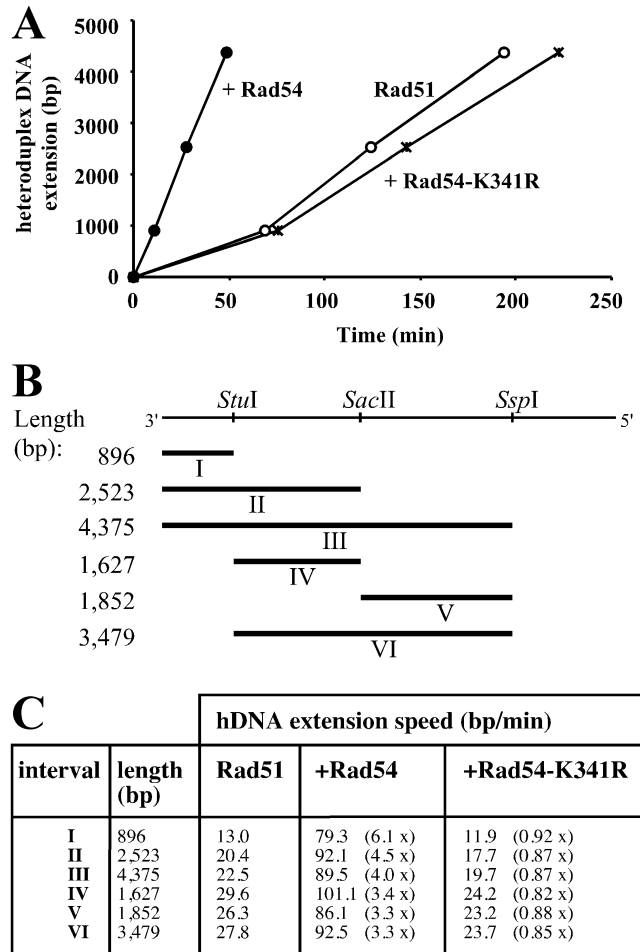 A
heteroduplex DNA
extension (bp)
5000
4000
3000
2000
1000
0
+ Rad54
Rad51
+ Rad54-K341R
0 50 100 150 200 250
Time (min)
B
StuI SacII SspI
Length
(bp):
3' 5'
896
I
2,523
II
4,375
III
1,627
IV
1,852
V
3,479
VI
C
hDNA extension speed (bp/min)
interval length (bp) Rad51 +Rad54 +Rad54-K341R
I 896 13.0 79.3 (6.1 x) 11.9 (0.92 x)
II 2,523 20.4 92.1 (4.5 x) 17.7 (0.87 x)
III 4,375 22.5 89.5 (4.0 x) 19.7 (0.87 x)
IV 1,627 29.6 101.1 (3.4 x) 24.2 (0.82 x)
V 1,852 26.3 86.1 (3.3 x) 23.2 (0.88 x)
VI 3,479 27.8 92.5 (3.3 x) 23.7 (0.85 x)